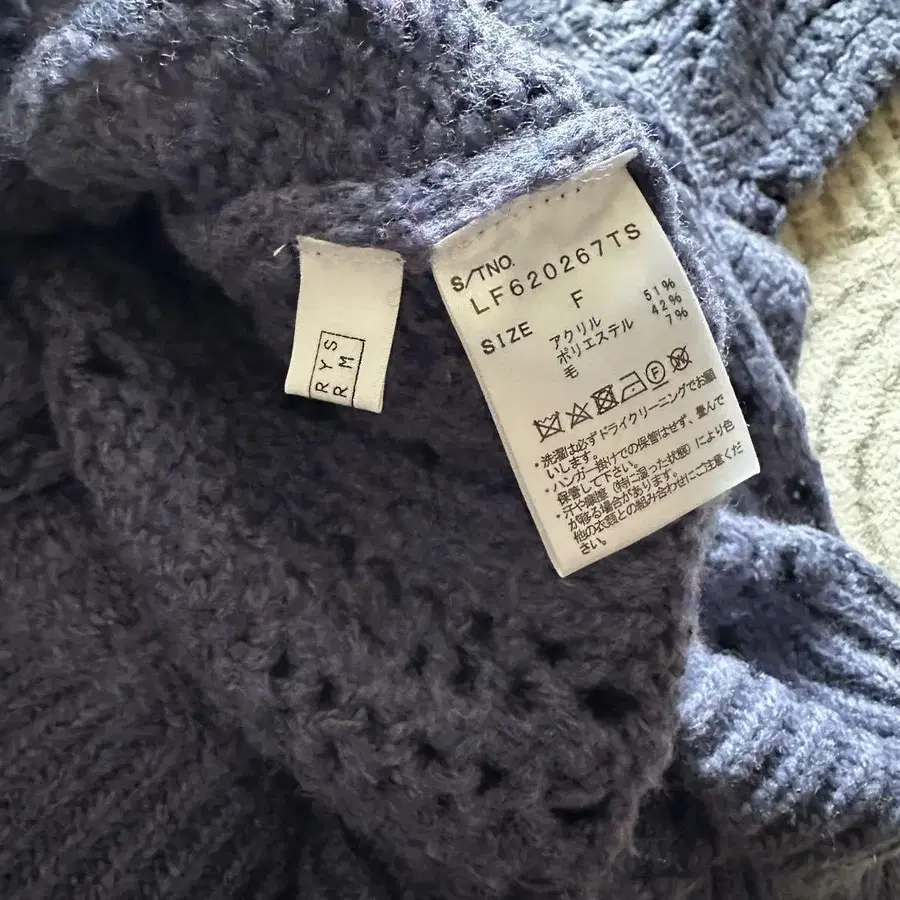 RYS
RM
S/TNO.
LF620267TS
SIZE F
アクリル 51%
ポリエステル 42%
毛 7%
F
・洗濯は必ずドライクリーニングでお願
いします。
・ハンガー掛けでの保管はせず、畳んで
保管して下さい。
・汗や摩擦（特に湿った状態）により色
が移る場合があります。
他の衣類との組み合わせにご注意くだ
さい。